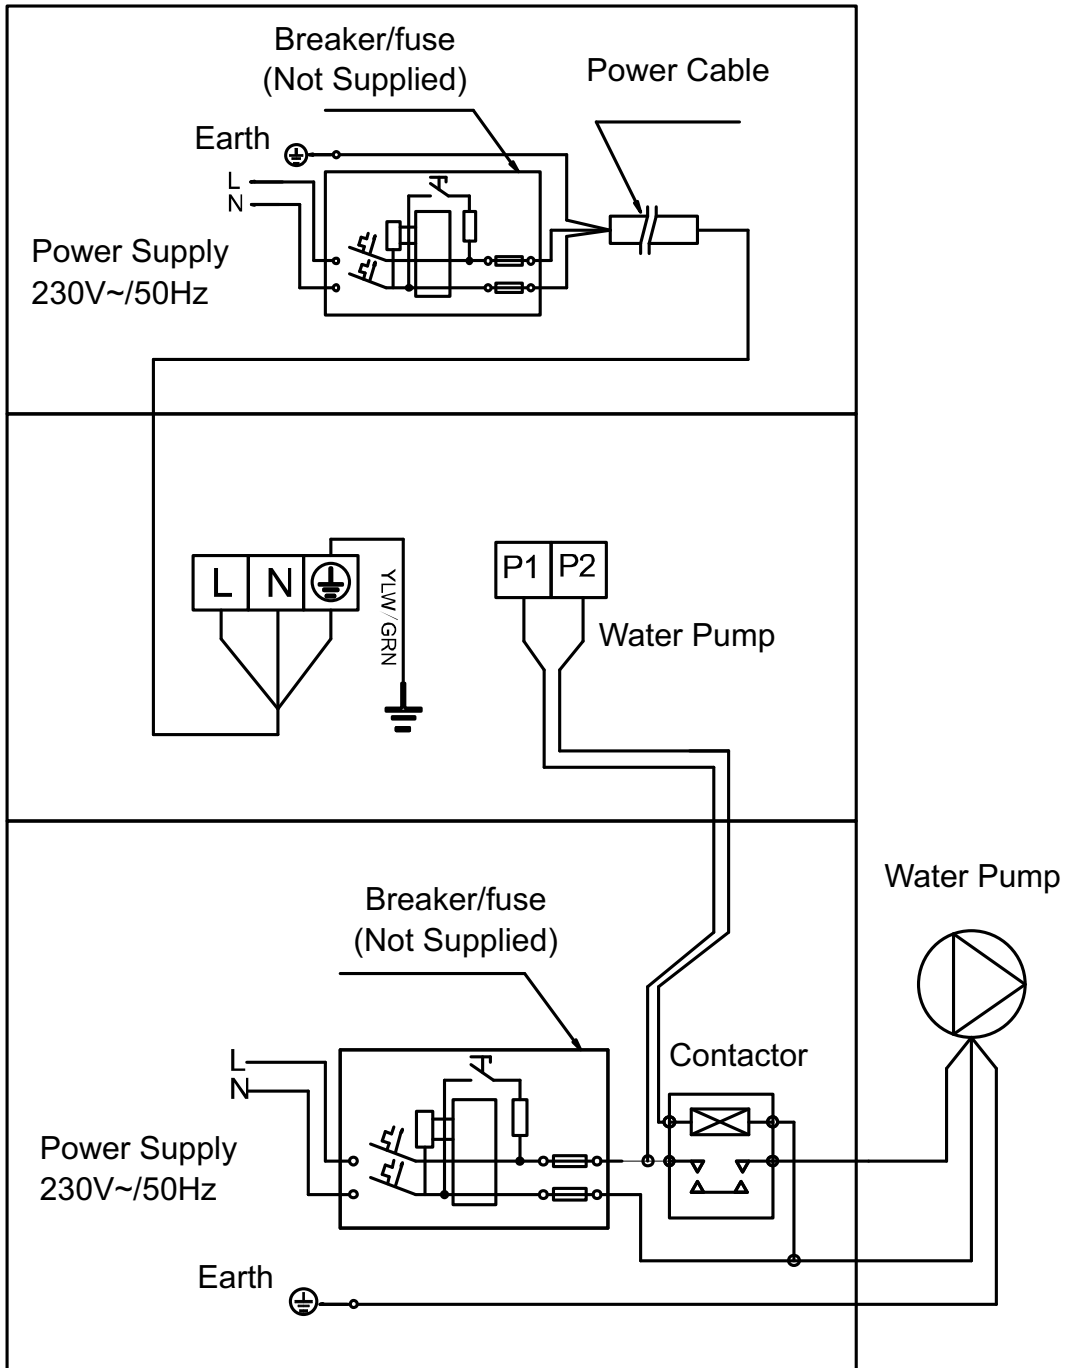 Breaker/fuse
(Not Supplied)
Power Cable
Earth
L
N
Power Supply
230V~/50Hz
L N
YLW/GRN
P1 P2
Water Pump
Water Pump
Breaker/fuse
(Not Supplied)
Contactor
L
N
Power Supply
230V~/50Hz
Earth